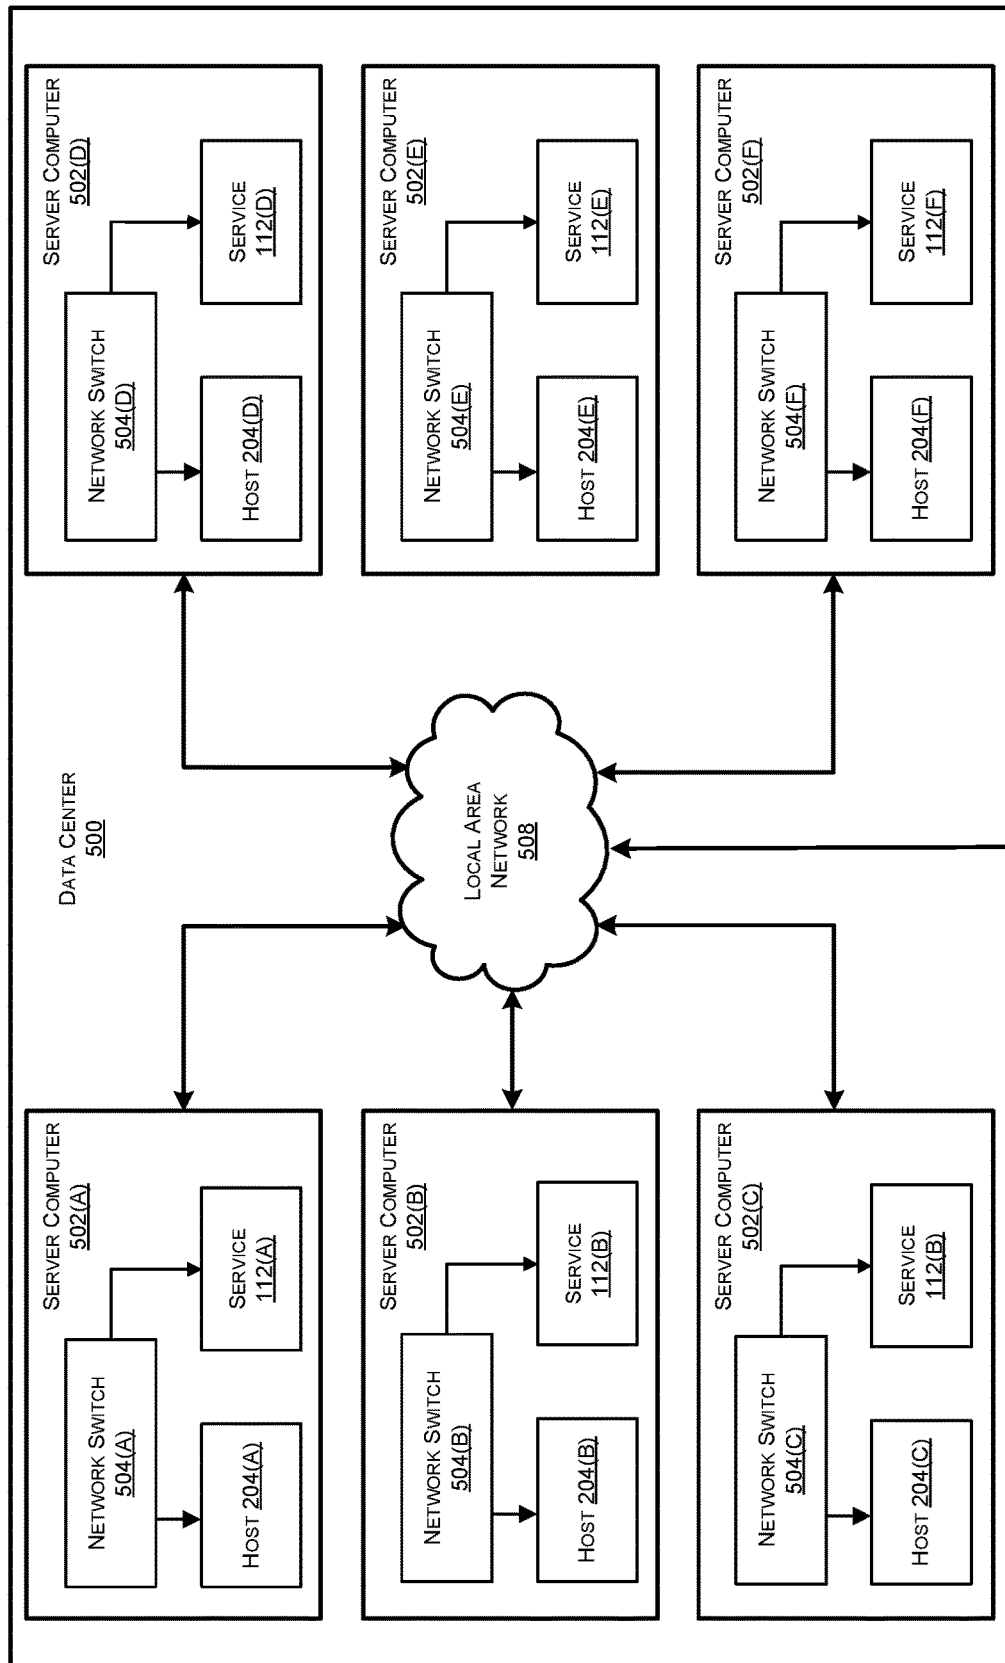 DATA CENTER
500
SERVER COMPUTER
502(A)
NETWORK SWITCH
504(A)
HOST 204(A)
SERVICE
112(A)
SERVER COMPUTER
502(B)
NETWORK SWITCH
504(B)
HOST 204(B)
SERVICE
112(B)
SERVER COMPUTER
502(C)
NETWORK SWITCH
504(C)
HOST 204(C)
SERVICE
112(B)
LOCAL AREA
NETWORK
508
SERVER COMPUTER
502(D)
NETWORK SWITCH
504(D)
HOST 204(D)
SERVICE
112(D)
SERVER COMPUTER
502(E)
NETWORK SWITCH
504(E)
HOST 204(E)
SERVICE
112(E)
SERVER COMPUTER
502(F)
NETWORK SWITCH
504(F)
HOST 204(F)
SERVICE
112(F)